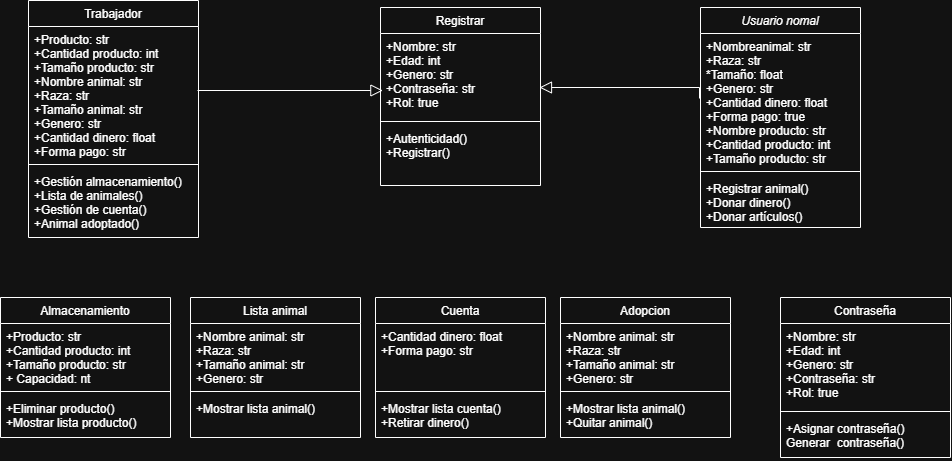 Trabajador
+Producto: str
+Cantidad producto: int
+Tamaño producto: str
+Nombre animal: str
+Raza: str
+Tamaño animal: str
+Genero: str
+Cantidad dinero: float
+Forma pago: str
+Gestión almacenamiento()
+Lista de animales()
+Gestión de cuenta()
+Animal adoptado()
Registrar
+Nombre: str
+Edad: int
+Genero: str
+Contraseña: str
+Rol: true
+Autenticidad()
+Registrar()
Usuario nomal
+Nombreanimal: str
+Raza: str
*Tamaño: float
+Genero: str
+Cantidad dinero: float
+Forma pago: true
+Nombre producto: str
+Cantidad producto: int
+Tamaño producto: str
+Registrar animal()
+Donar dinero()
+Donar artículos()
Almacenamiento
+Producto: str
+Cantidad producto: int
+Tamaño producto: str
+ Capacidad: nt
+Eliminar producto()
+Mostrar lista producto()
Lista animal
+Nombre animal: str
+Raza: str
+Tamaño animal: str
+Genero: str
+Mostrar lista animal()
Cuenta
+Cantidad dinero: float
+Forma pago: str
+Mostrar lista cuenta()
+Retirar dinero()
Adopcion
+Nombre animal: str
+Raza: str
+Tamaño animal: str
+Genero: str
+Mostrar lista animal()
+Quitar animal()
Contraseña
+Nombre: str
+Edad: int
+Genero: str
+Contraseña: str
+Rol: true
+Asignar contraseña()
Generar  contraseña()